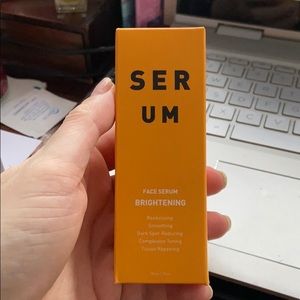 SER
UM
FACE SERUM
BRIGHTENING
Revitalizing
Smoothing
Dark Spot Reducing
Complexion Toning
Tissue Repairing